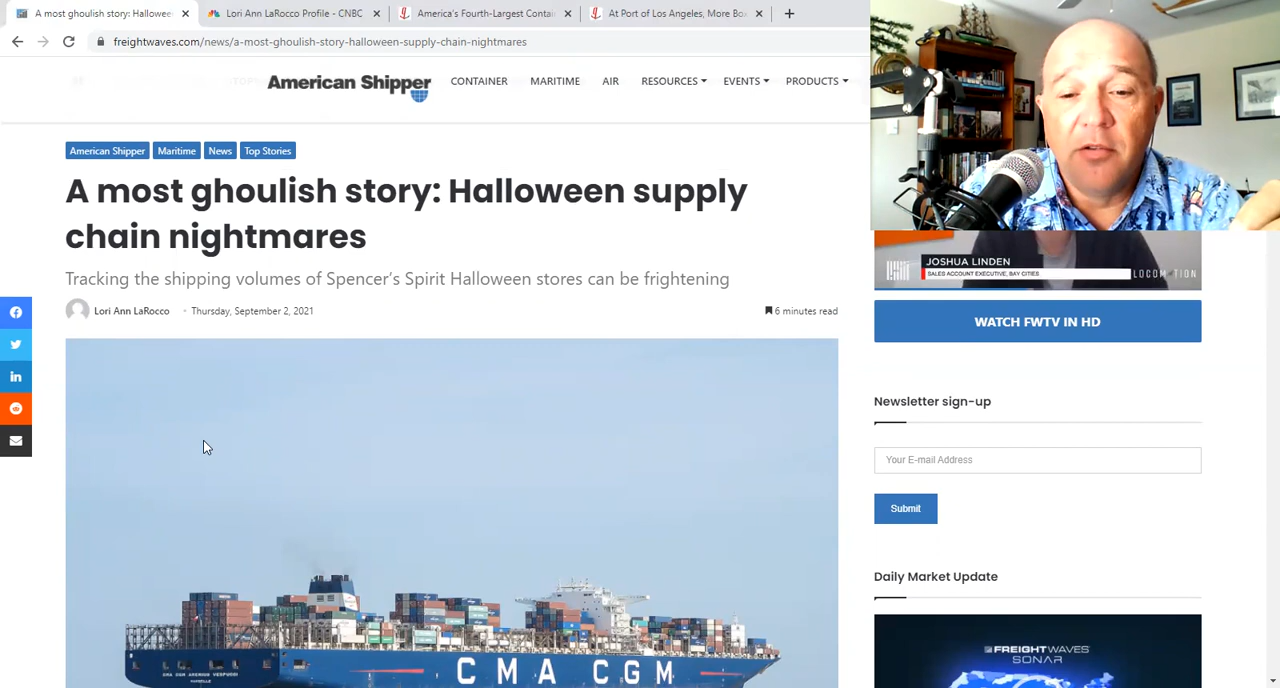 A most ghoulish story: Hallowee
Lori Ann LaRocco Profile - CNBC
America's Fourth-Largest Contai
At Port of Los Angeles, More Bo
freightwaves.com/news/a-most-ghoulish-story-halloween-supply-chain-nightmares
American Shipper
CONTAINER
MARITIME
AIR
RESOURCES
EVENTS
PRODUCTS
American Shipper
Maritime
News
Top Stories
A most ghoulish story: Halloween supply
chain nightmares
Tracking the shipping volumes of Spencer's Spirit Halloween stores can be frightening
Lori Ann LaRocco - Thursday, September 2, 2021
6 minutes read
CMA CGM
JOSHUA LINDEN
SALES ACCOUNT EXECUTIVE, BAY CITIES
WATCH FWTV IN HD
Newsletter sign-up
Your E-mail Address
Submit
Daily Market Update
FREIGHTWAVES
SONAR